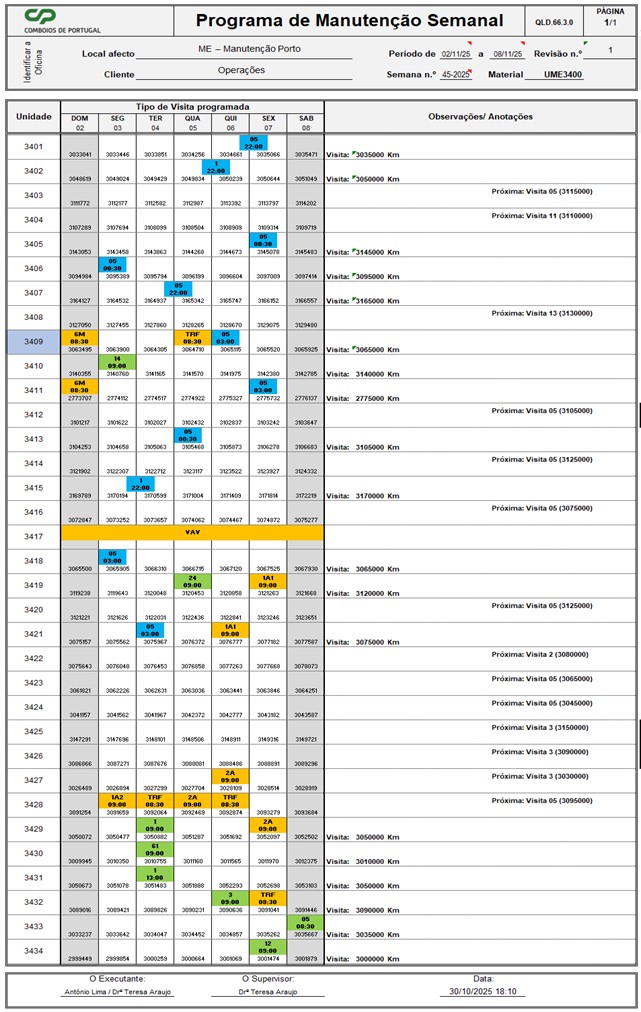 CP
COMBOIOS DE PORTUGAL
Programa de Manutenção Semanal
QLD.66.3.0
PÁGINA
1/1
Identificar a
Oficina
Local afecto ME – Manutenção Porto
Período de 02/11/25 a 08/11/25 Revisão n.º 1
Cliente Operações
Semana n.º 45-2025 Material UME3400
Unidade
Tipo de Visita programada
Observações/ Anotações
DOM SEG TER QUA QUI SEX SAB
02 03 04 05 06 07 08
3401
05
22:00
3033041 3033446 3033851 3034256 3034661 3035066 3035471 Visita: 3035000 Km
3402
1
22:00
3048619 3049024 3049429 3049834 3050239 3050644 3051049 Visita: 3050000 Km
3403 Próxima: Visita 05 (3115000)
3111772 3112177 3112582 3112987 3113392 3113797 3114202
3404 Próxima: Visita 11 (3110000)
3107289 3107694 3108099 3108504 3108909 3109314 3109719
3405
05
00:30
3143053 3143458 3143863 3144268 3144673 3145078 3145483 Visita: 3145000 Km
3406
05
00:30
3094984 3095389 3095794 3096199 3096604 3097009 3097414 Visita: 3095000 Km
3407
05
22:00
3164127 3164532 3164937 3165342 3165747 3166152 3166557 Visita: 3165000 Km
3408 Próxima: Visita 13 (3130000)
3127050 3127455 3127860 3128265 3128670 3129075 3129480
3409
6M TRF 05
08:30 08:30 03:00
3063495 3063900 3064305 3064710 3065115 3065520 3065925 Visita: 3065000 Km
3410
14
09:00
3140355 3140760 3141165 3141570 3141975 3142380 3142785 Visita: 3140000 Km
3411
6M 05
08:30 03:00
2773707 2774112 2774517 2774922 2775327 2775732 2776137 Visita: 2775000 Km
3412 Próxima: Visita 05 (3105000)
3101217 3101622 3102027 3102432 3102837 3103242 3103647
3413
05
00:30
3104253 3104658 3105063 3105468 3105873 3106278 3106683 Visita: 3105000 Km
3414 Próxima: Visita 05 (3125000)
3121902 3122307 3122712 3123117 3123522 3123927 3124332
3415
1
22:00
3169789 3170194 3170599 3171004 3171409 3171814 3172219 Visita: 3170000 Km
3416 Próxima: Visita 05 (3075000)
3072847 3073252 3073657 3074062 3074467 3074872 3075277
3417 VAV
3418
05
03:00
3065500 3065905 3066310 3066715 3067120 3067525 3067930 Visita: 3065000 Km
3419
24 1A1
09:00 09:00
3119238 3119643 3120048 3120453 3120858 3121263 3121668 Visita: 3120000 Km
3420 Próxima: Visita 05 (3125000)
3121221 3121626 3122031 3122436 3122841 3123246 3123651
3421
05 1A1
03:00 09:00
3075157 3075562 3075967 3076372 3076777 3077182 3077587 Visita: 3075000 Km
3422 Próxima: Visita 2 (3080000)
3075643 3076048 3076453 3076858 3077263 3077668 3078073
3423 Próxima: Visita 05 (3065000)
3061821 3062226 3062631 3063036 3063441 3063846 3064251
3424 Próxima: Visita 05 (3045000)
3041157 3041562 3041967 3042372 3042777 3043182 3043587
3425 Próxima: Visita 3 (3150000)
3147291 3147696 3148101 3148506 3148911 3149316 3149721
3426 Próxima: Visita 3 (3090000)
3086866 3087271 3087676 3088081 3088486 3088891 3089296
3427 2A Próxima: Visita 3 (3030000)
09:00
3026489 3026894 3027299 3027704 3028109 3028514 3028919
3428 1A2 TRF 2A TRF Próxima: Visita 05 (3095000)
09:00 08:30 09:00 08:30
3091254 3091659 3092064 3092469 3092874 3093279 3093684
3429
1 2A
09:00 09:00
3050072 3050477 3050882 3051287 3051692 3052097 3052502 Visita: 3050000 Km
3430
61
09:00
3009945 3010350 3010755 3011160 3011565 3011970 3012375 Visita: 3010000 Km
3431
1
13:00
3050673 3051078 3051483 3051888 3052293 3052698 3053103 Visita: 3050000 Km
3432
3 TRF
09:00 08:30
3089016 3089421 3089826 3090231 3090636 3091041 3091446 Visita: 3090000 Km
3433
05
08:30
3033237 3033642 3034047 3034452 3034857 3035262 3035667 Visita: 3035000 Km
3434
12
09:00
2999449 2999854 3000259 3000664 3001069 3001474 3001879 Visita: 3000000 Km
O Executante: O Supervisor: Data:
António Lima / Drª Teresa Araujo Drª Teresa Araujo 30/10/2025 18:10